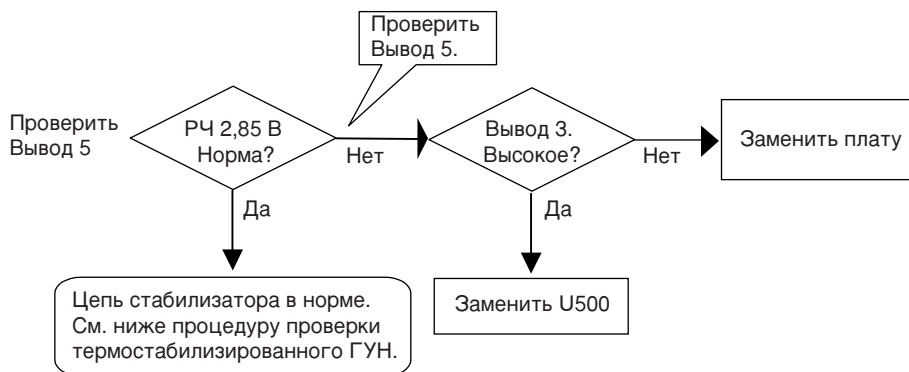 Проверить
Вывод 5.
Проверить
Вывод 5
РЧ 2,85 В
Норма?
Нет
Вывод 3.
Высокое?
Нет
Заменить плату
Да
Да
Цепь стабилизатора в норме.
См. ниже процедуру проверки
термостабилизированного ГУН.
Заменить U500